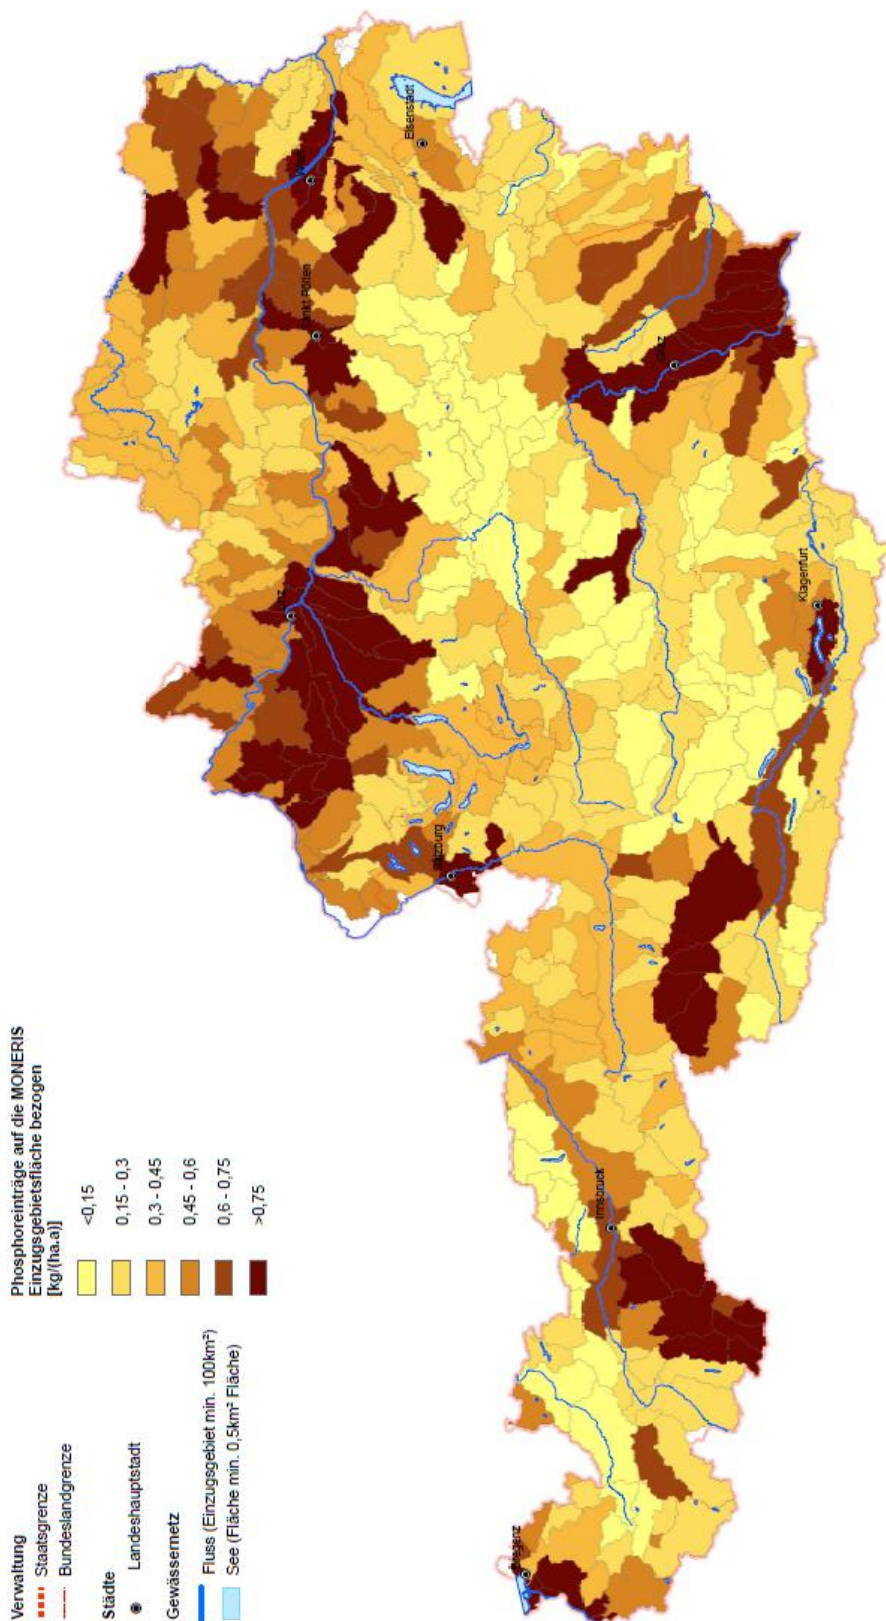 Phosphoreinträge auf die MONERIS
Einzugsgebietsfläche bezogen
[kg/(ha.a)]
<0,15
0,15 - 0,3
0,3 - 0,45
0,45 - 0,6
0,6 - 0,75
>0,75
Verwaltung
Staatsgrenze
Bundeslandgrenze
Städte
Landeshauptstadt
Gewässernetz
Fluss (Einzugsgebiet min. 100km²)
See (Fläche min. 0,5km² Fläche)
Bregenz
Innsbruck
Salzburg
Klagenfurt
Graz
Sankt Pölten
Eisenstadt